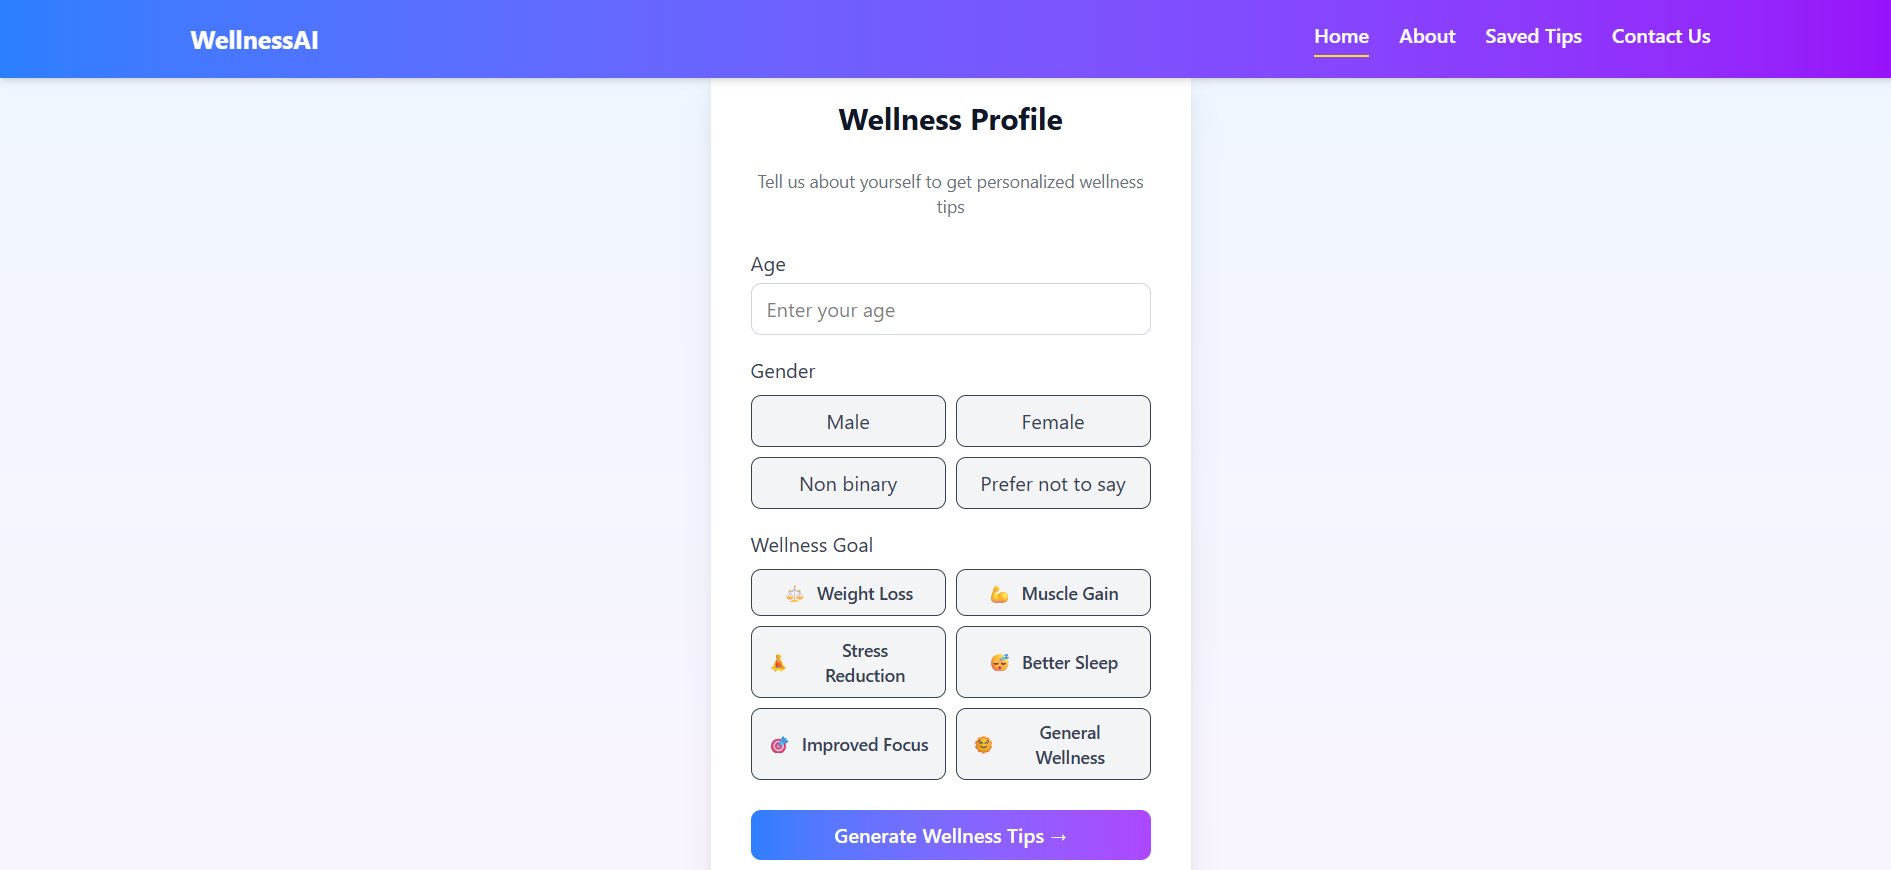 WellnessAI
Home About Saved Tips Contact Us
Wellness Profile
Tell us about yourself to get personalized wellness
tips
Age
Enter your age
Gender
Male Female
Non binary Prefer not to say
Wellness Goal
Weight Loss Muscle Gain
Stress
Reduction
Better Sleep
Improved Focus
General
Wellness
Generate Wellness Tips →